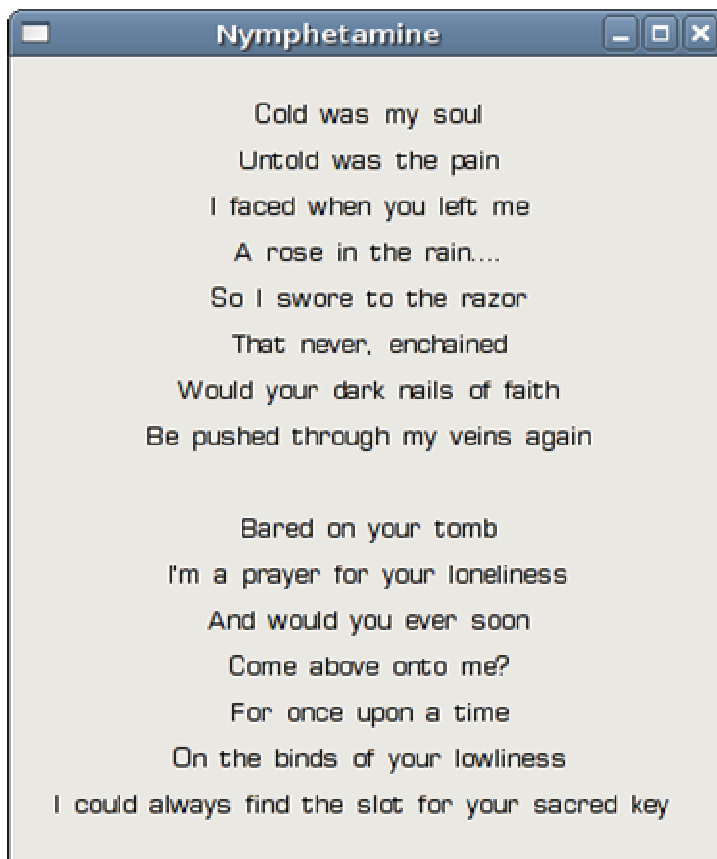 Nymphetamine
Cold was my soul
Untold was the pain
I faced when you left me
A rose in the rain....
So I swore to the razor
That never, enchained
Would your dark nails of faith
Be pushed through my veins again
Bared on your tomb
I'm a prayer for your loneliness
And would you ever soon
Come above onto me?
For once upon a time
On the binds of your lowliness
I could always find the slot for your sacred key